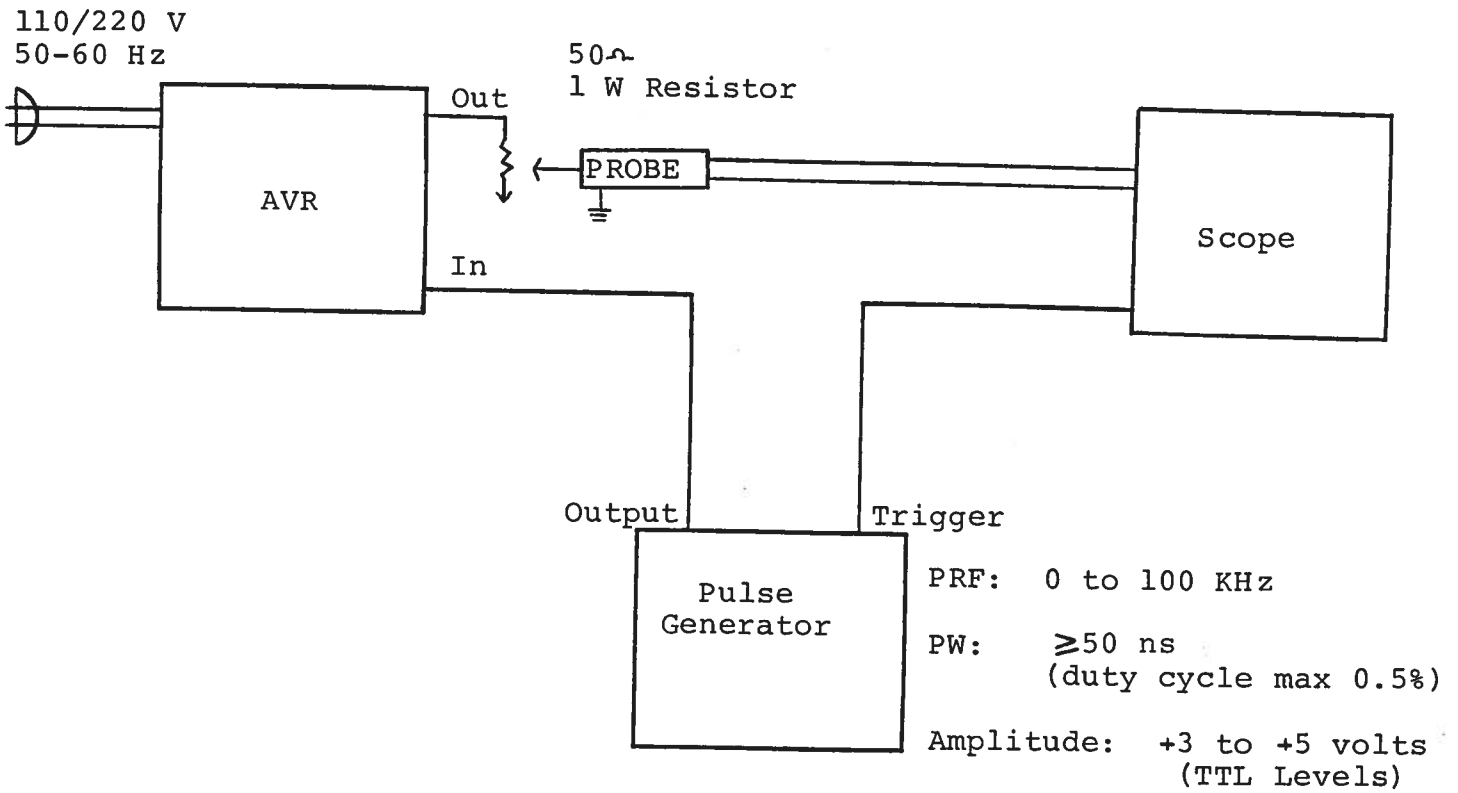 110/220 V
50-60 Hz
50Ω
1 W Resistor
Out
PROBE
AVR
Scope
In
Output
Trigger
Pulse
Generator
PRF: 0 to 100 KHz
PW: ≥50 ns
(duty cycle max 0.5%)
Amplitude: +3 to +5 volts
(TTL Levels)